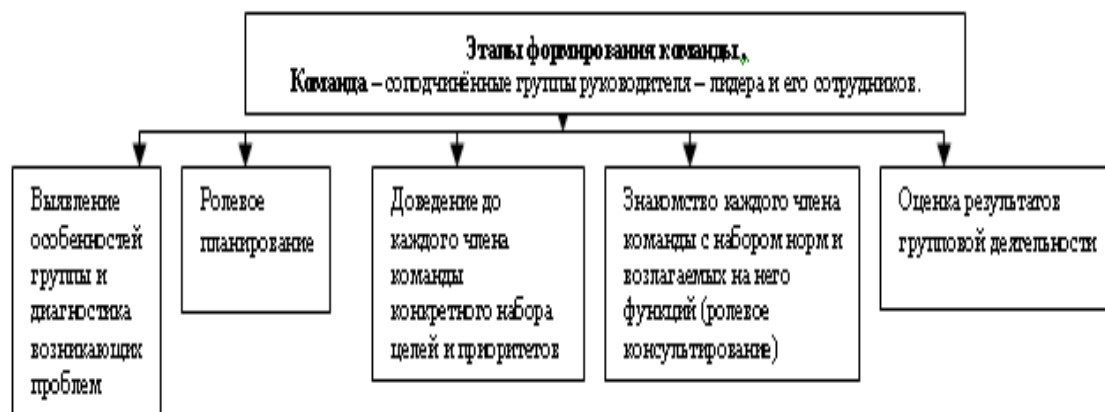 Этапы формирования команды.
Команда – соподчинённые группы руководителя – лидера и его сотрудников.
Выявление
особенностей
группы и
диагностика
возникающих
проблем
Ролевое
планирование
Доведение до
каждого члена
команды
конкретного набора
целей и приоритетов
Знакомство каждого члена
команды с набором норм и
возлагаемых на него
функций (ролевое
консультирование)
Оценка результатов
групповой деятельности